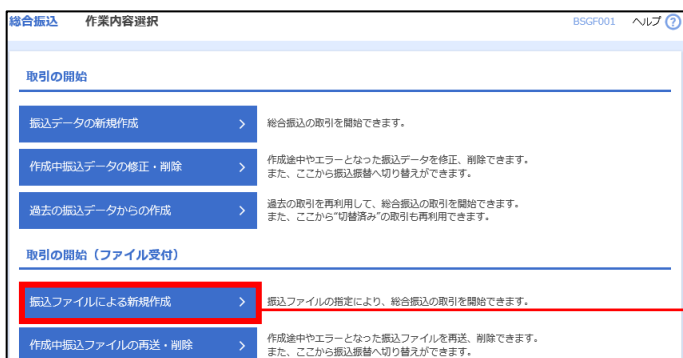 総合振込 作業内容選択 BSGF001 ヘルプ ?
取引の開始
振込データの新規作成 > 総合振込の取引を開始できます。
作成中振込データの修正・削除 > 作成途中やエラーとなった振込データを修正、削除できます。
また、ここから振込振替へ切り替えができます。
過去の振込データからの作成 > 過去の取引を再利用して、総合振込の取引を開始できます。
また、ここから"切替済み"の取引も再利用できます。
取引の開始（ファイル受付）
振込ファイルによる新規作成 > 振込ファイルの指定により、総合振込の取引を開始できます。
作成中振込ファイルの再送・削除 > 作成途中やエラーとなった振込ファイルを再送、削除できます。
また、ここから振込振替へ切り替えができます。